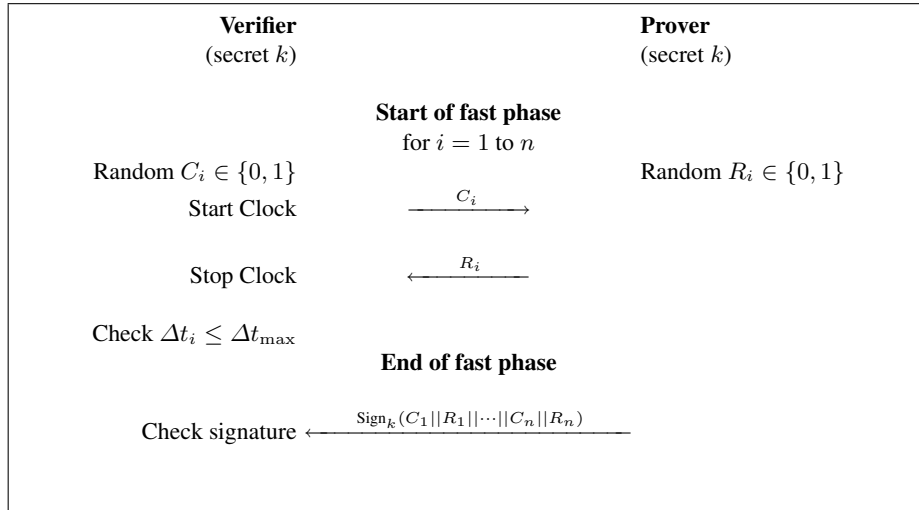 Verifier Prover
(secret k) (secret k)
Start of fast phase
for i = 1 to n
Random C_i ∈ {0, 1} Random R_i ∈ {0, 1}
Start Clock C_i
Stop Clock R_i
Check Δt_i ≤ Δt_max
End of fast phase
Check signature Sign_k(C_1||R_1||···||C_n||R_n)